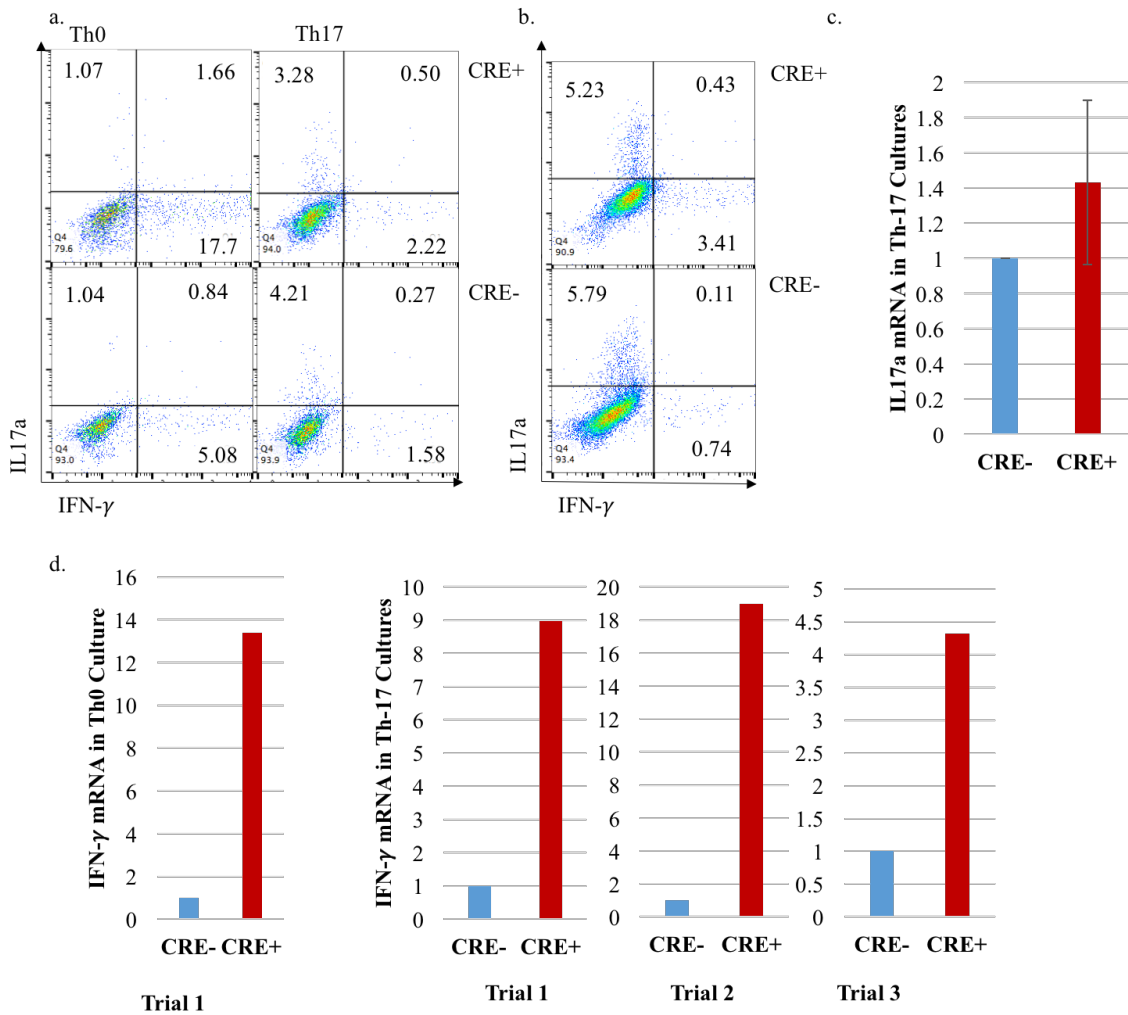 a.
Th0
Th17
1.07
1.66
3.28
0.50
CRE+
Q4
79.6
17.7
Q4
94.0
2.22
1.04
0.84
4.21
0.27
CRE-
Q4
93.0
5.08
Q4
93.9
1.58
IL17a
IFN-γ
b.
5.23
0.43
CRE+
Q4
90.9
3.41
5.79
0.11
CRE-
Q4
93.4
0.74
IL17a
IFN-γ
c.
IL17a mRNA in Th-17 Cultures
2
1.8
1.6
1.4
1.2
1
0.8
0.6
0.4
0.2
0
CRE-
CRE+
d.
IFN-γ mRNA in Th0 Culture
16
14
12
10
8
6
4
2
0
CRE- CRE+
Trial 1
IFN-γ mRNA in Th-17 Cultures
10
9
8
7
6
5
4
3
2
1
0
CRE- CRE+
Trial 1
20
18
16
14
12
10
8
6
4
2
0
CRE- CRE+
Trial 2
5
4.5
4
3.5
3
2.5
2
1.5
1
0.5
0
CRE- CRE+
Trial 3